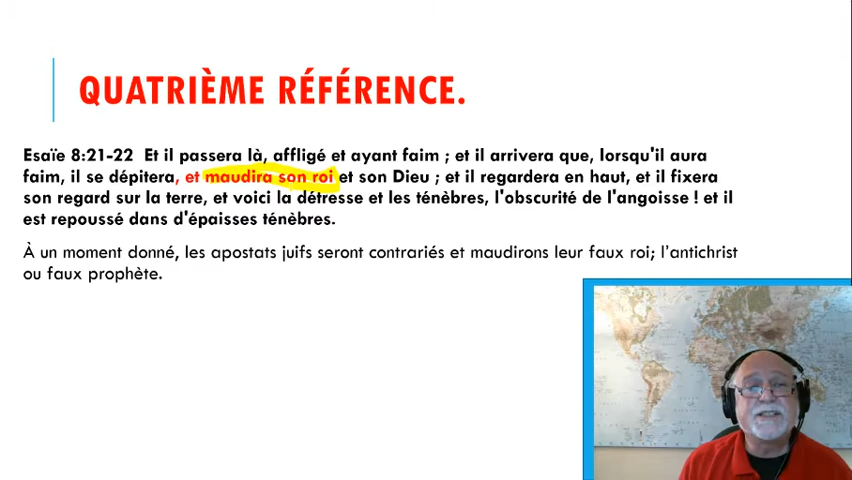 QUATRIÈME RÉFÉRENCE.
Esaïe 8:21-22 Et il passera là, affligé et ayant faim ; et il arrivera que, lorsqu'il aura
faim, il se dépitera, et maudira son roi et son Dieu ; et il regardera en haut, et il fixera
son regard sur la terre, et voici la détresse et les ténèbres, l'obscurité de l'angoisse ! et il
est repoussé dans d'épaisses ténèbres.
À un moment donné, les apostats juifs seront contrariés et maudirons leur faux roi; l'antichrist
ou faux prophète.